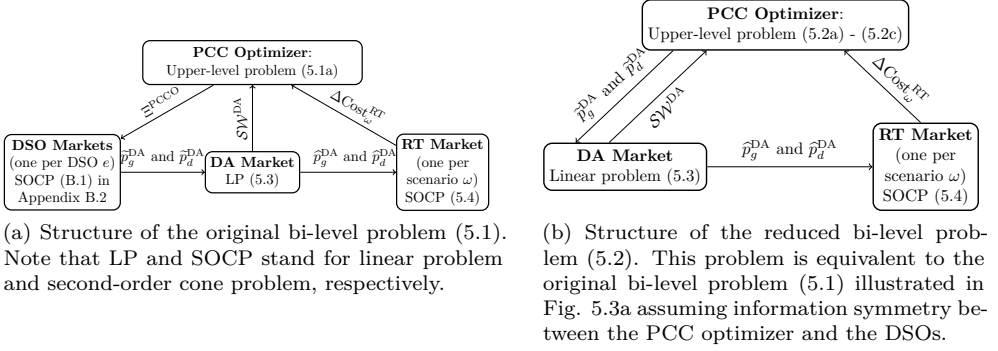 PCC Optimizer:
Upper-level problem (5.1a)
Ξ^PCCO
SW^DA
ΔCost_ω^RT
DSO Markets
(one per DSO e)
SOCP (B.1) in
Appendix B.2
p̂_g^DA and p̂_d^DA
DA Market
LP (5.3)
p̂_g^DA and p̂_d^DA
RT Market
(one per
scenario ω)
SOCP (5.4)
(a) Structure of the original bi-level problem (5.1).
Note that LP and SOCP stand for linear problem
and second-order cone problem, respectively.
PCC Optimizer:
Upper-level problem (5.2a) - (5.2c)
p̂_g^DA and p̂_d^DA
SW^DA
ΔCost_ω^RT
DA Market
Linear problem (5.3)
p̂_g^DA and p̂_d^DA
RT Market
(one per
scenario ω)
SOCP (5.4)
(b) Structure of the reduced bi-level prob-
lem (5.2). This problem is equivalent to the
original bi-level problem (5.1) illustrated in
Fig. 5.3a assuming information symmetry be-
tween the PCC optimizer and the DSOs.